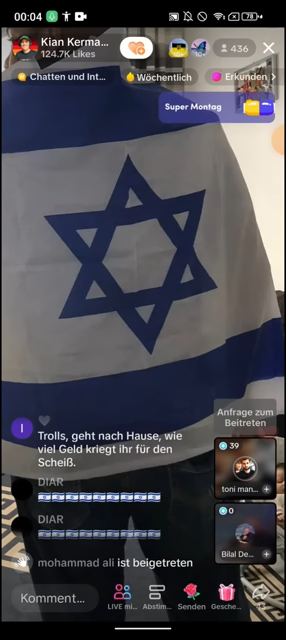 00:04
78
Kian Kerma...
124.7K Likes
436
Chatten und Int...
Wöchentlich
Erkunden
Super Montag
Anfrage zum
Beitreten
I
Trolls, geht nach Hause, wie
viel Geld kriegt ihr für den
Scheiß.
39
toni man...
DIAR
🇮🇱🇮🇱🇮🇱🇮🇱🇮🇱🇮🇱🇮🇱🇮🇱🇮🇱
DIAR
🇮🇱🇮🇱🇮🇱🇮🇱🇮🇱🇮🇱🇮🇱🇮🇱🇮🇱
0
Bilal De...
mohammad ali ist beigetreten
Komment...
LIVE mi...
Abstim...
Senden
Gesche...